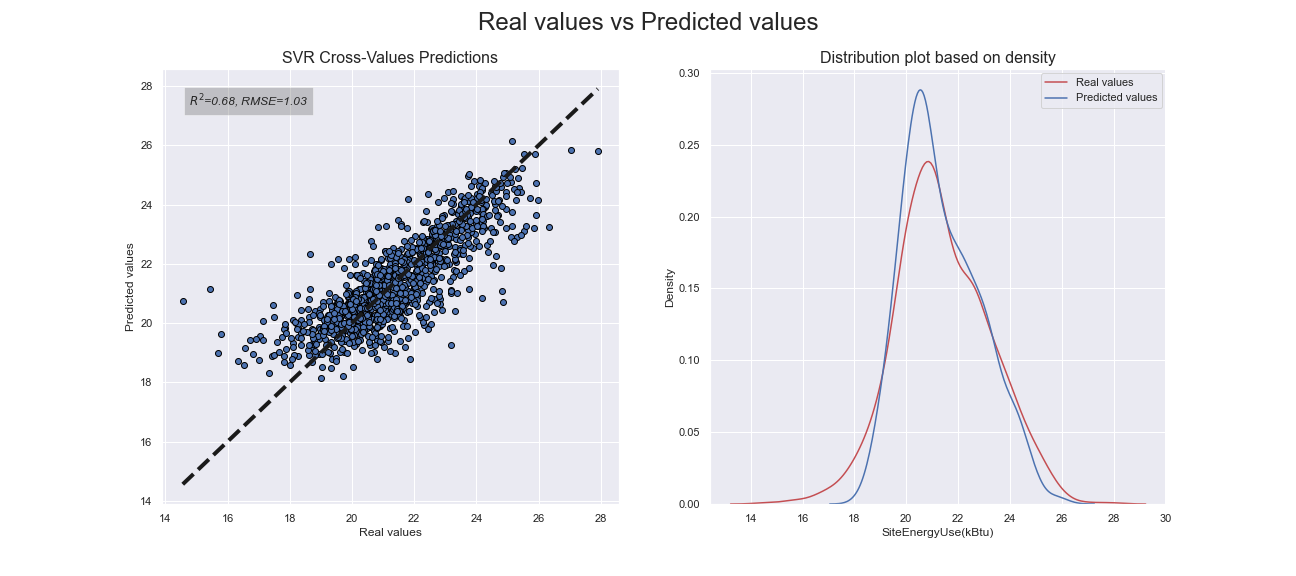 Real values vs Predicted values
SVR Cross-Values Predictions
R²=0.68, RMSE=1.03
28
26
24
22
20
18
16
14
Predicted values
14 16 18 20 22 24 26 28
Real values
Distribution plot based on density
Real values
Predicted values
0.30
0.25
0.20
0.15
0.10
0.05
0.00
Density
14 16 18 20 22 24 26 28 30
SiteEnergyUse(kBtu)